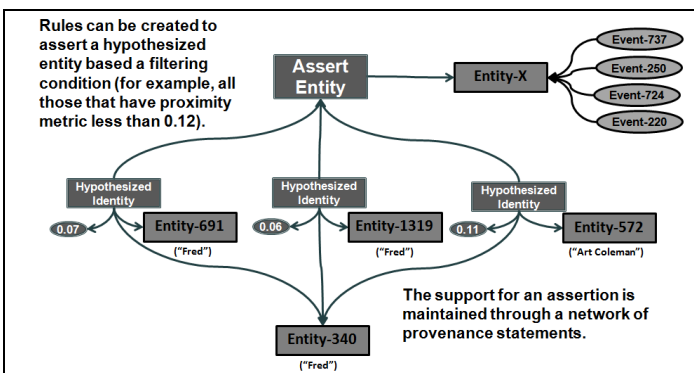 Rules can be created to
assert a hypothesized
entity based a filtering
condition (for example, all
those that have proximity
metric less than 0.12).
Assert
Entity
Entity-X
Event-737
Event-250
Event-724
Event-220
Hypothesized
Identity
0.07
Entity-691
("Fred")
Hypothesized
Identity
0.06
Entity-1319
("Fred")
Hypothesized
Identity
0.11
Entity-572
("Art Coleman")
The support for an assertion is
maintained through a network of
provenance statements.
Entity-340
("Fred")